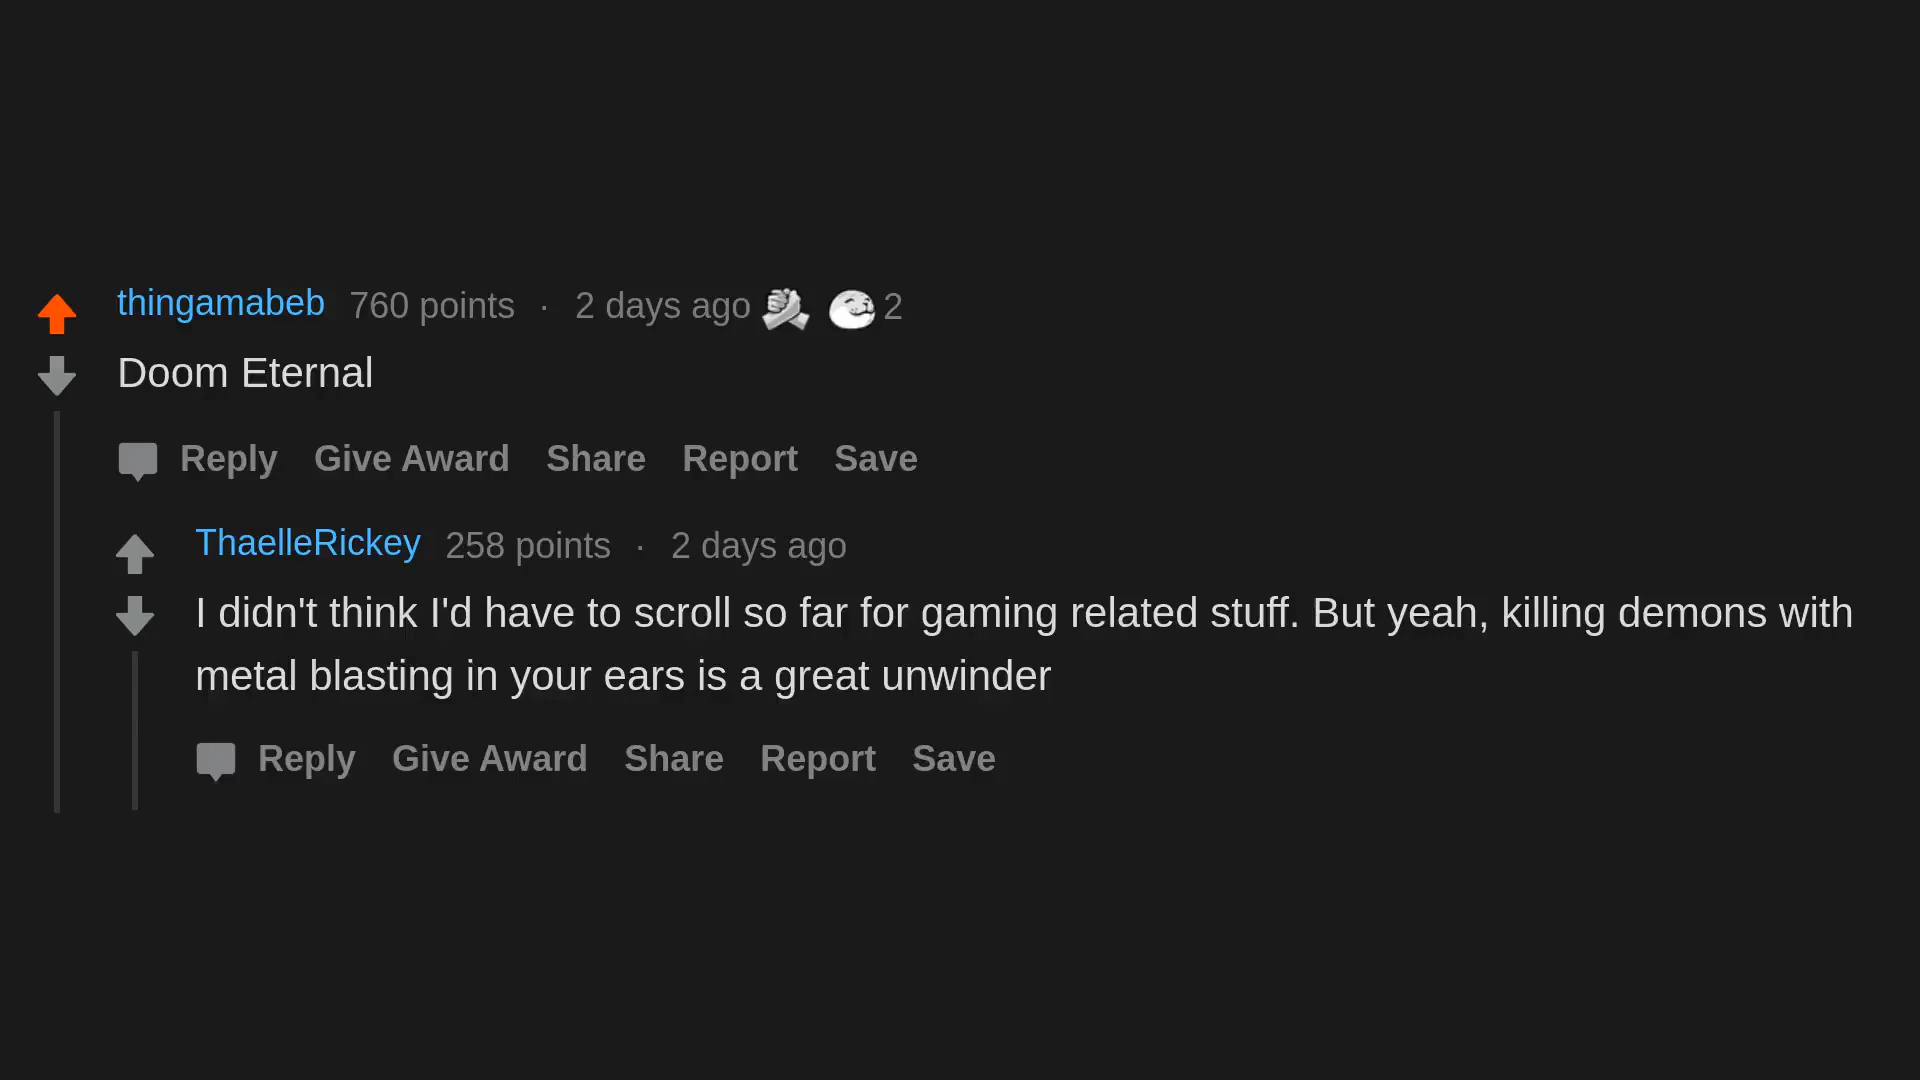 thingamabeb 760 points · 2 days ago 2
Doom Eternal
Reply Give Award Share Report Save
ThaelleRickey 258 points · 2 days ago
I didn't think I'd have to scroll so far for gaming related stuff. But yeah, killing demons with
metal blasting in your ears is a great unwinder
Reply Give Award Share Report Save